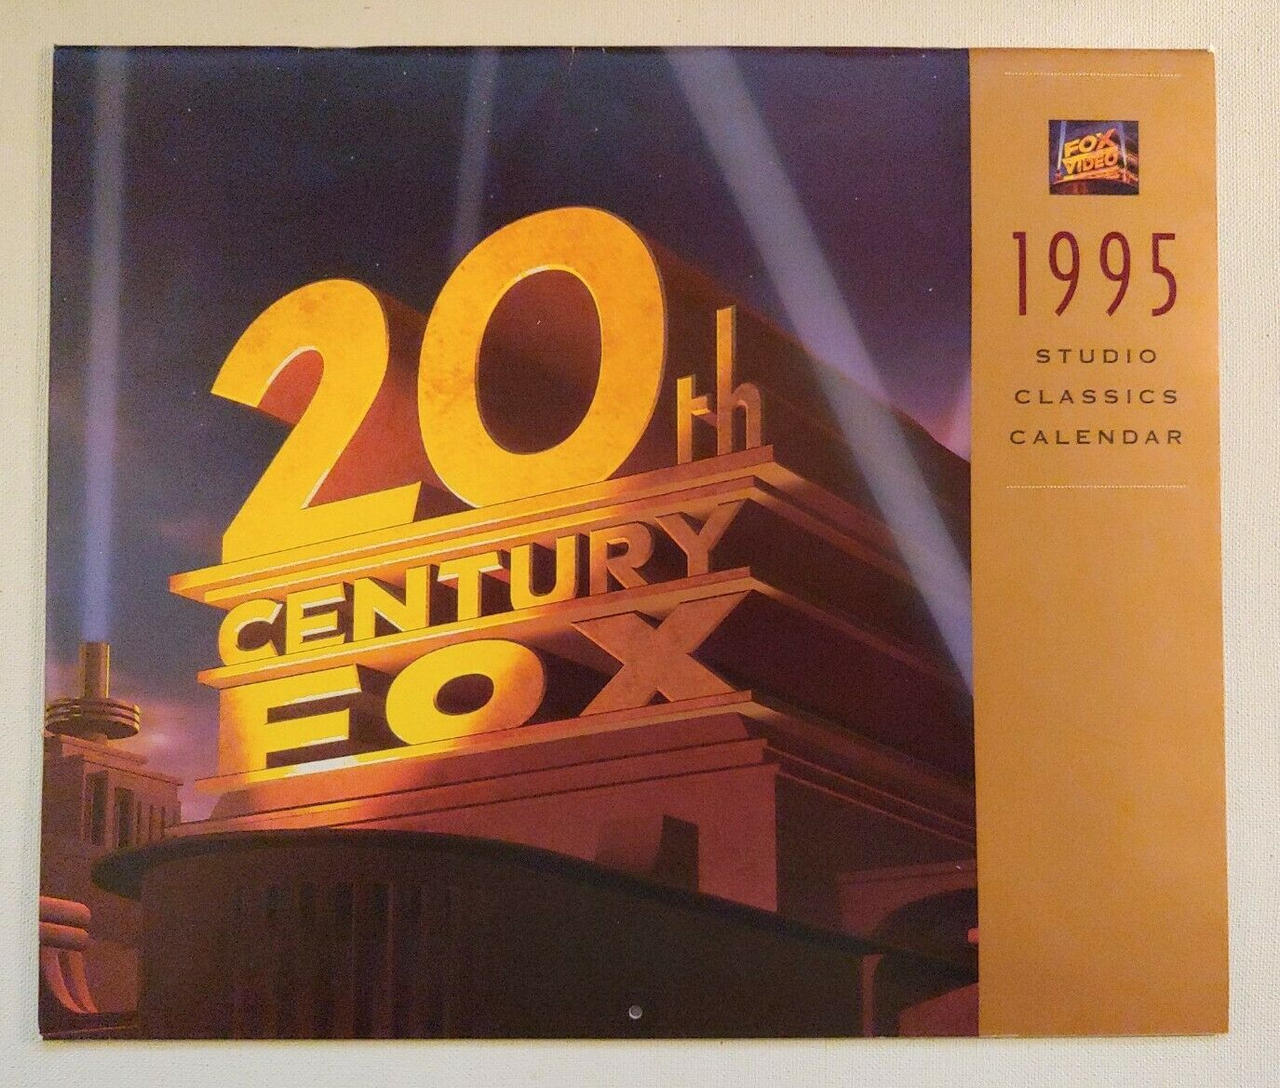 20th
CENTURY
FOX
FOX
VIDEO
1995
STUDIO
CLASSICS
CALENDAR